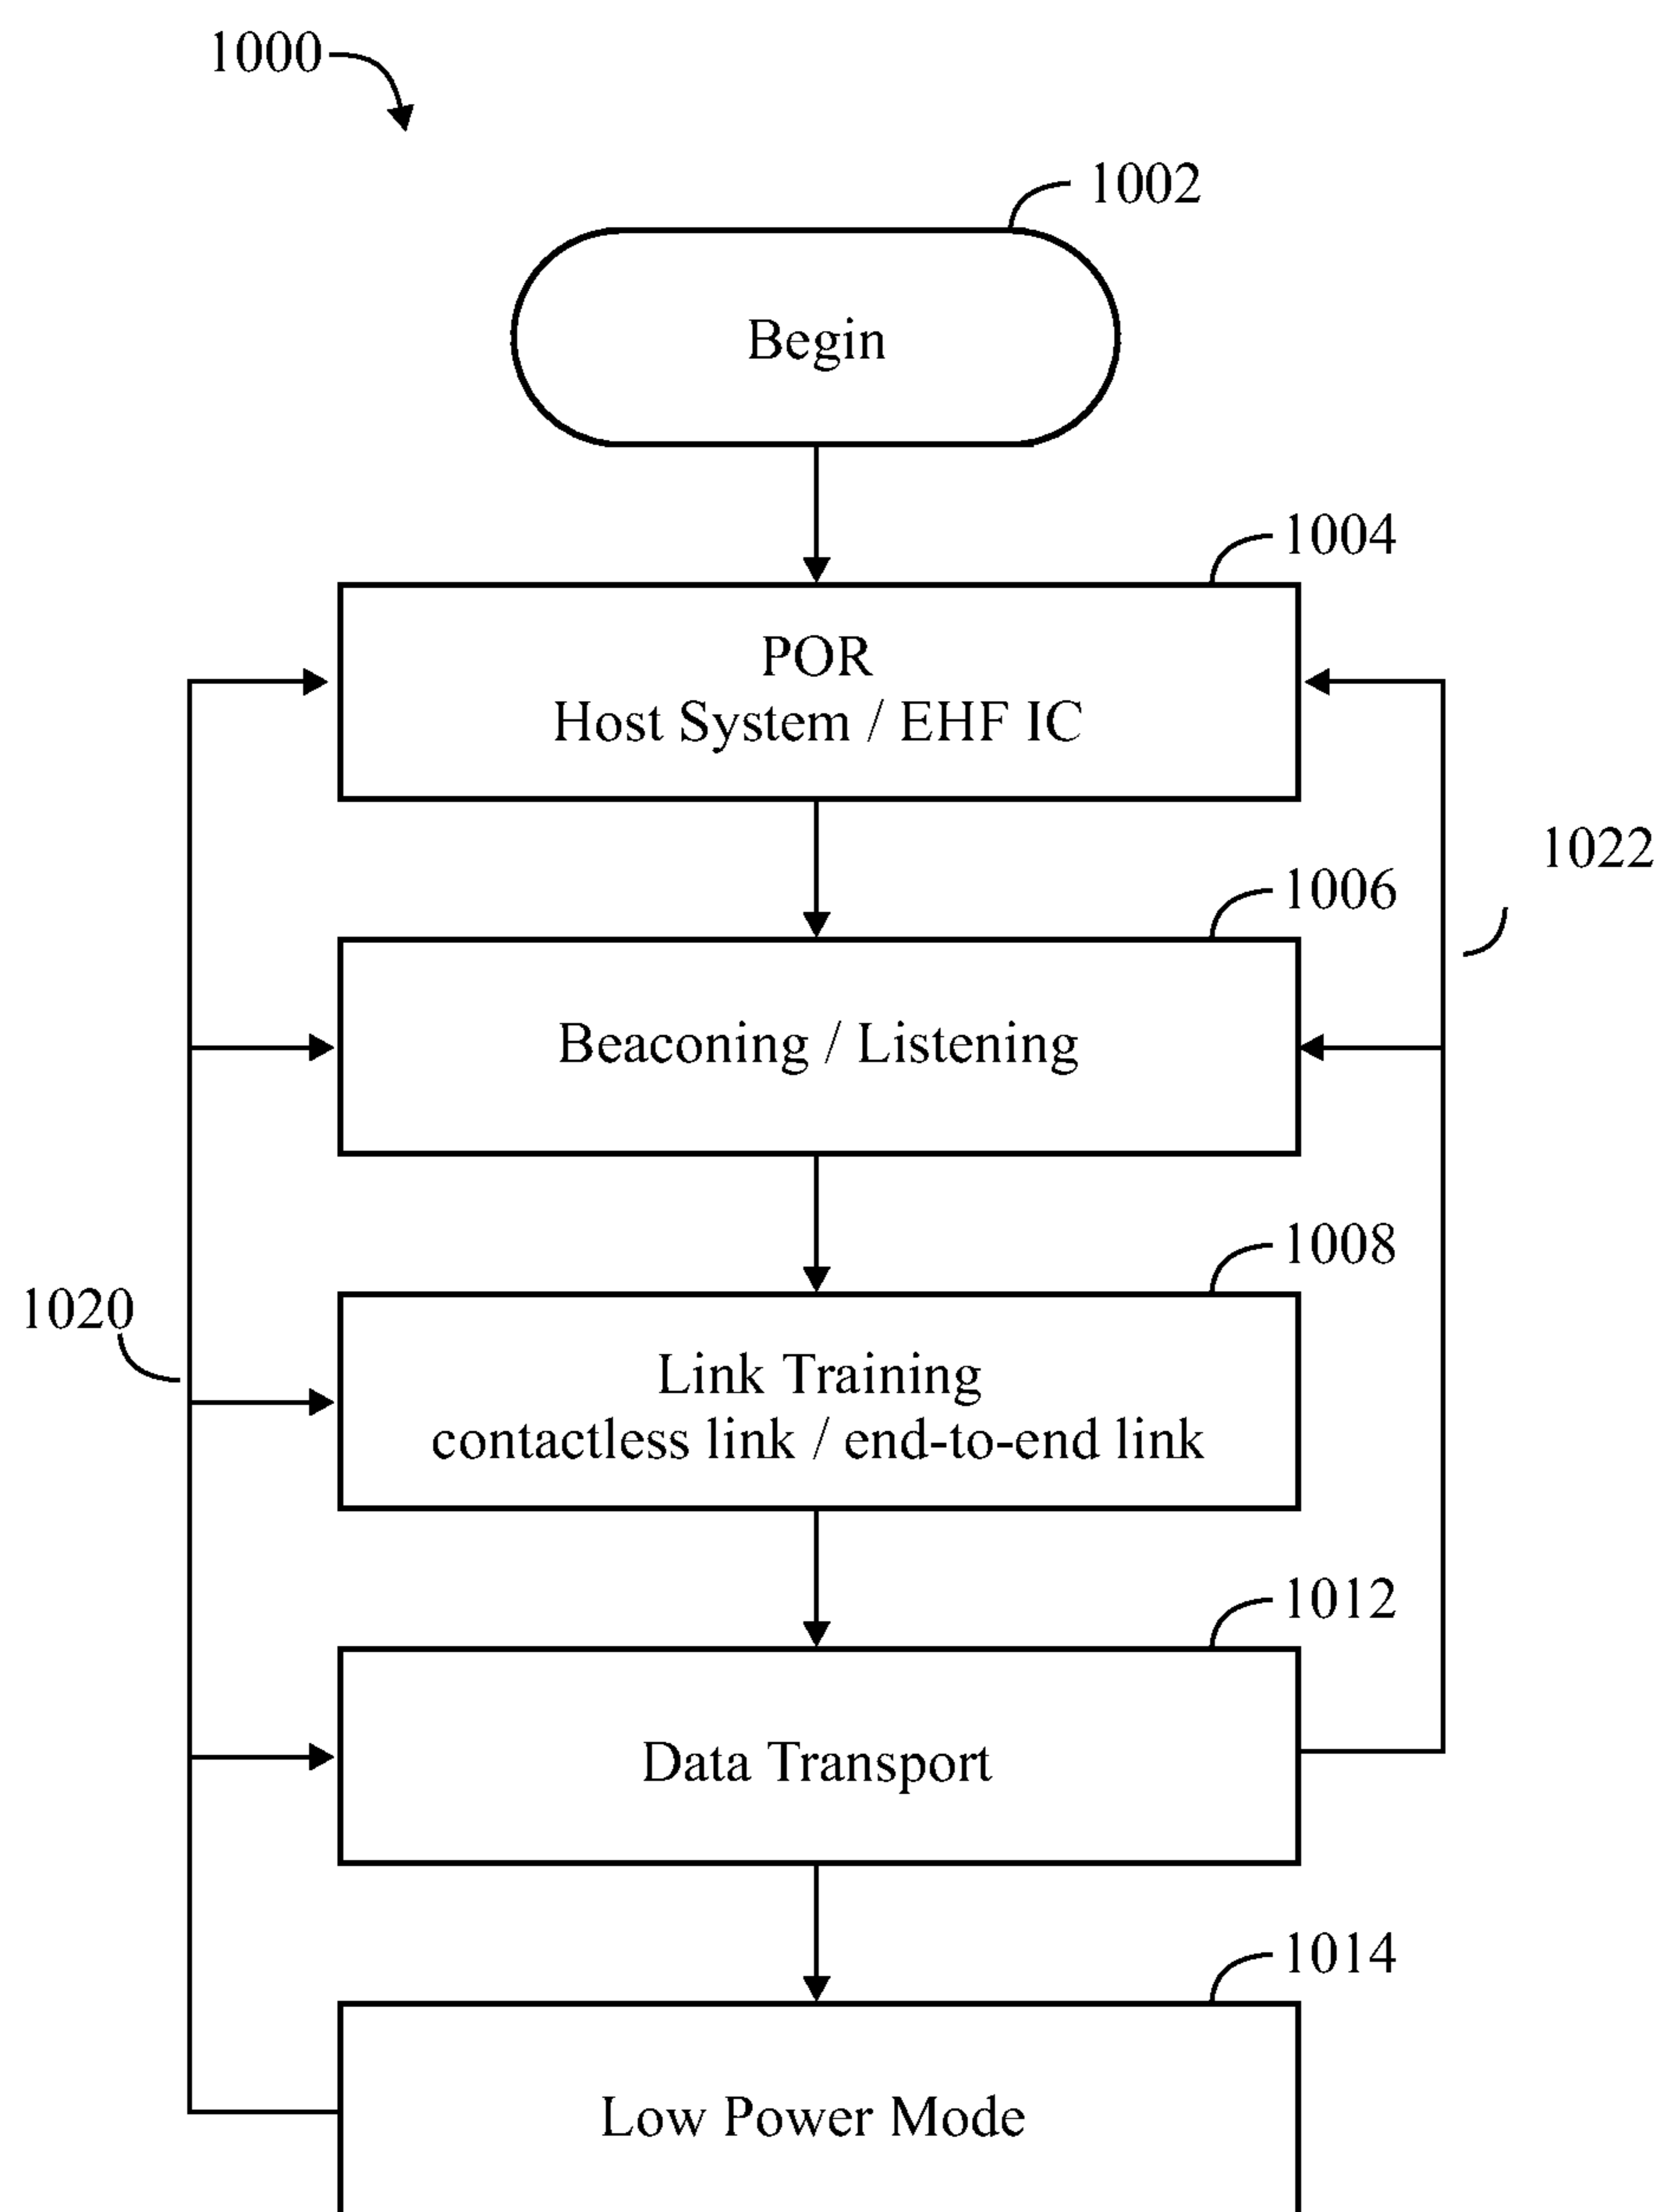 1000
1002
Begin
1004
POR
Host System / EHF IC
1022
1006
Beaconing / Listening
1008
1020
Link Training
contactless link / end-to-end link
1012
Data Transport
1014
Low Power Mode